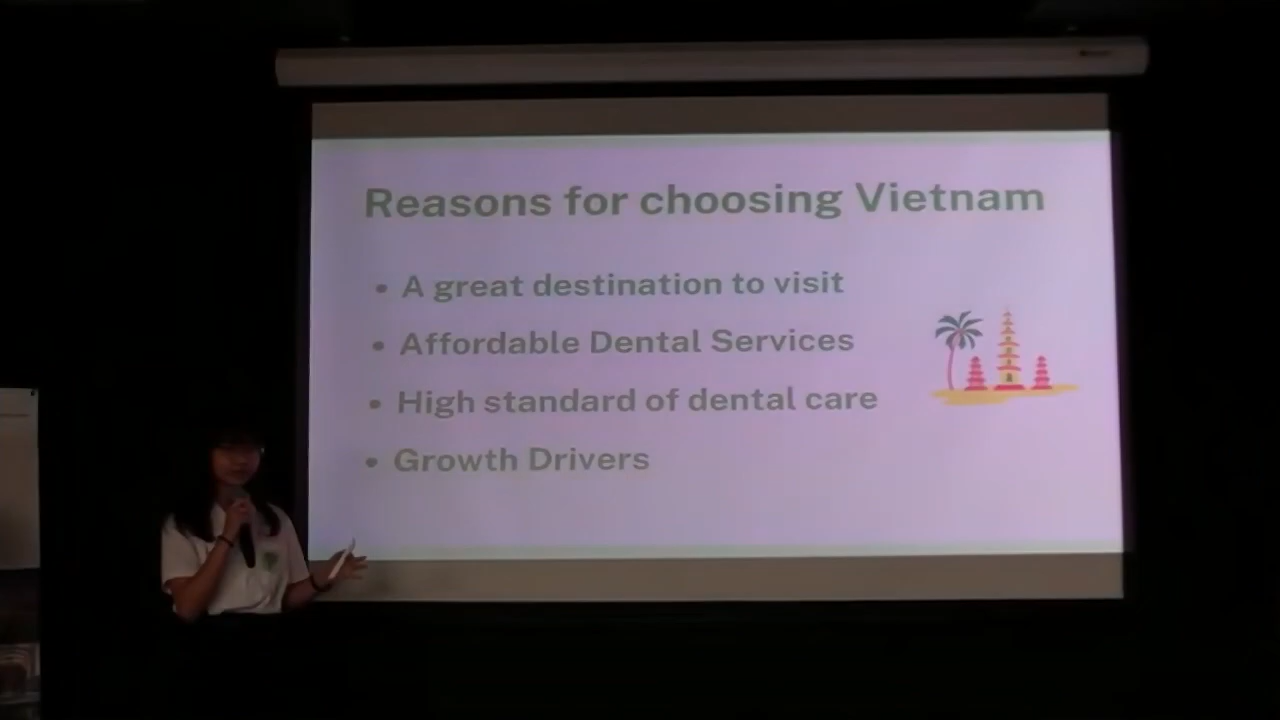 Reasons for choosing Vietnam
• A great destination to visit
• Affordable Dental Services
• High standard of dental care
• Growth Drivers